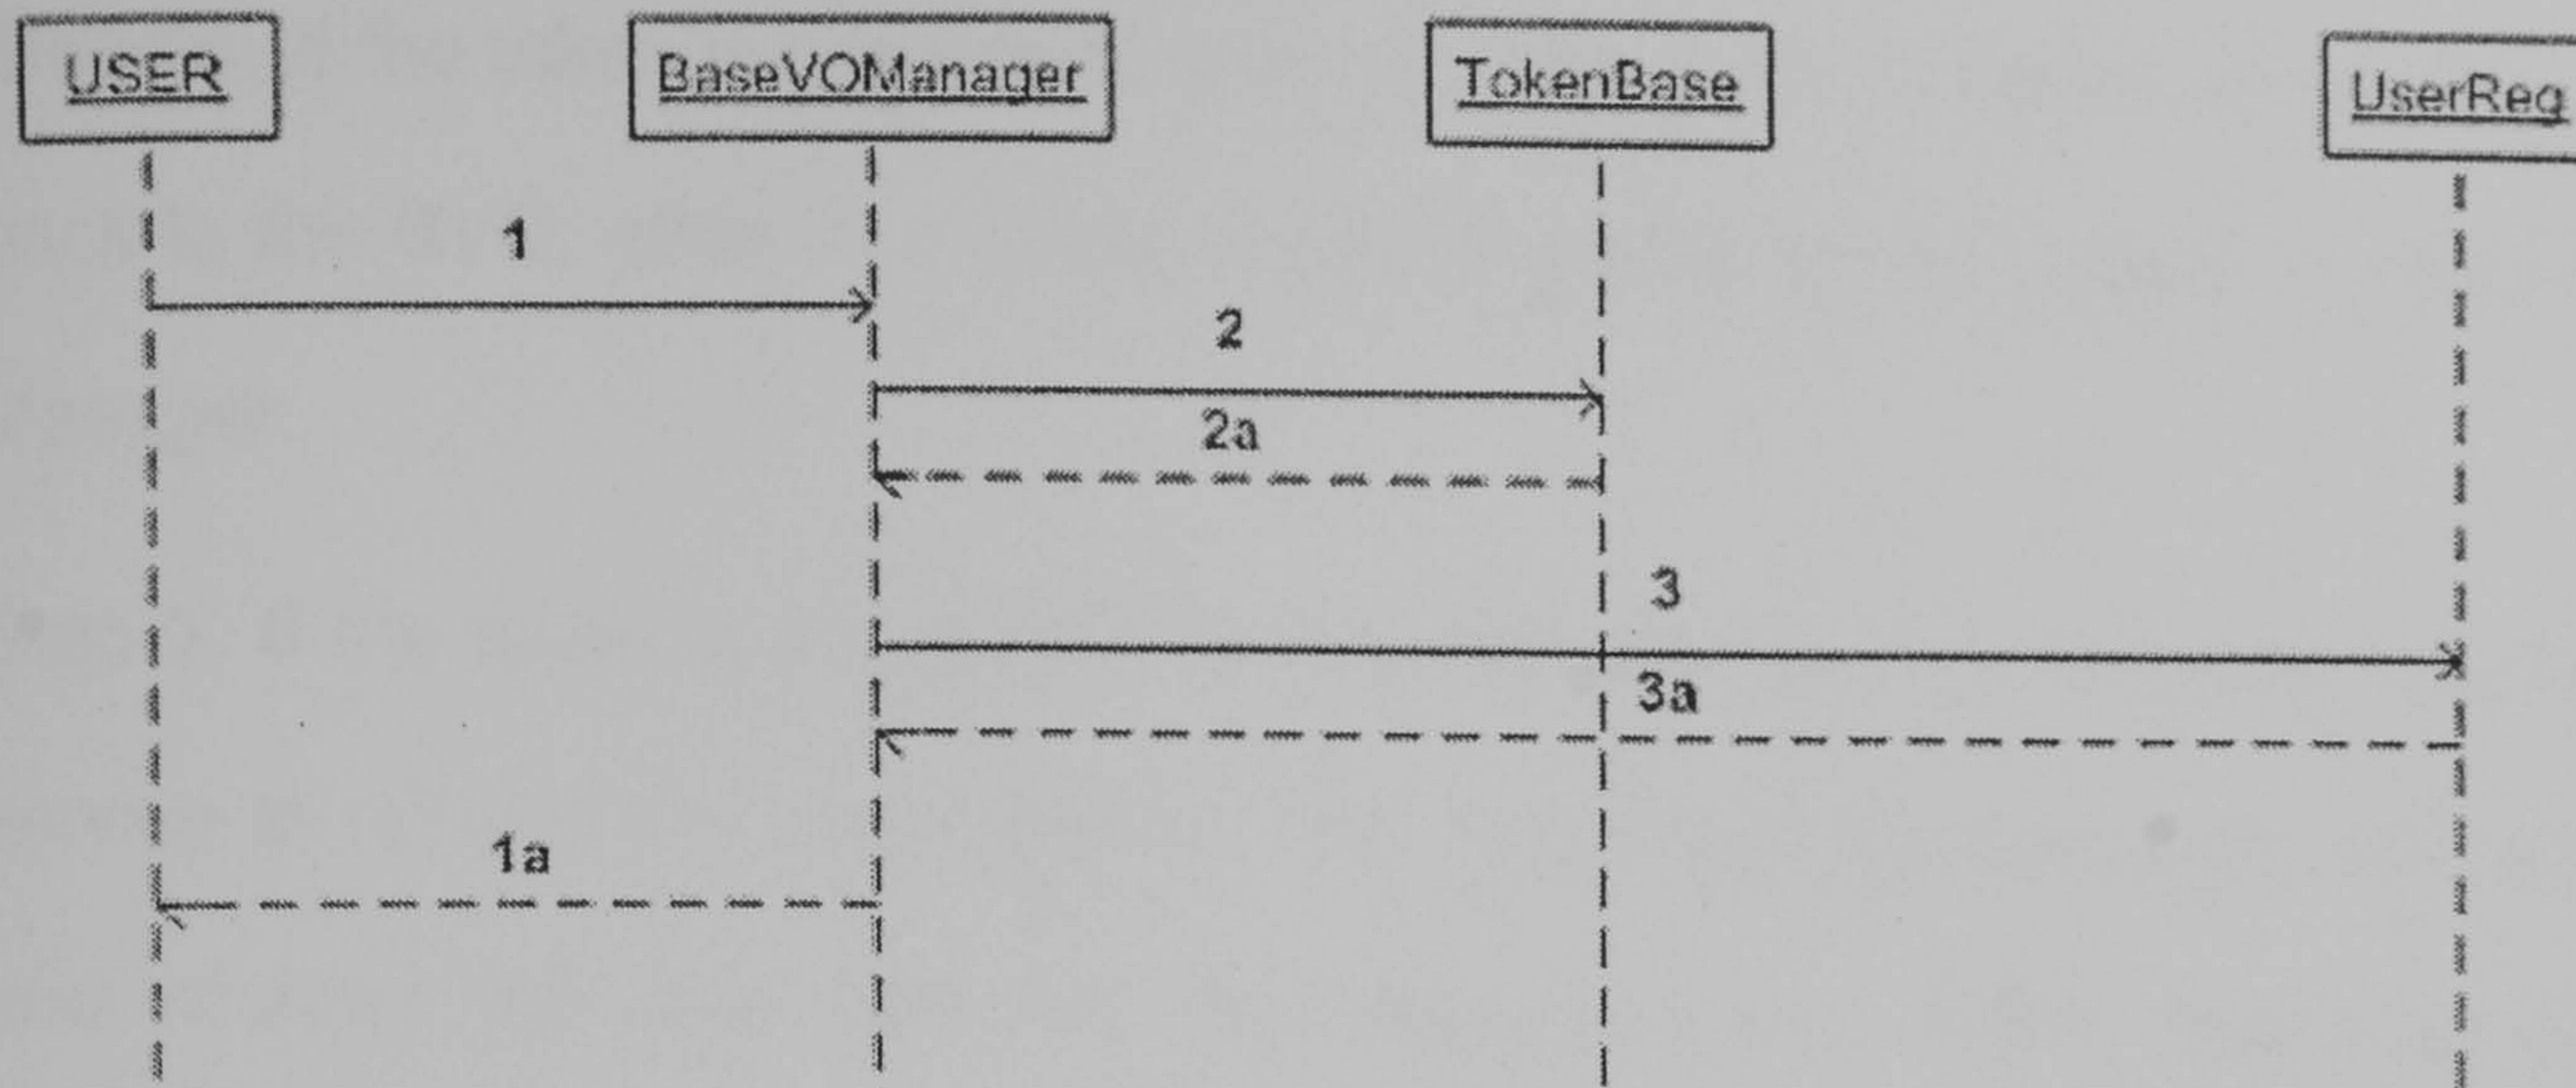 USER
BaseVOManager
TokenBase
UserReg
1
2
2a
3
3a
1a